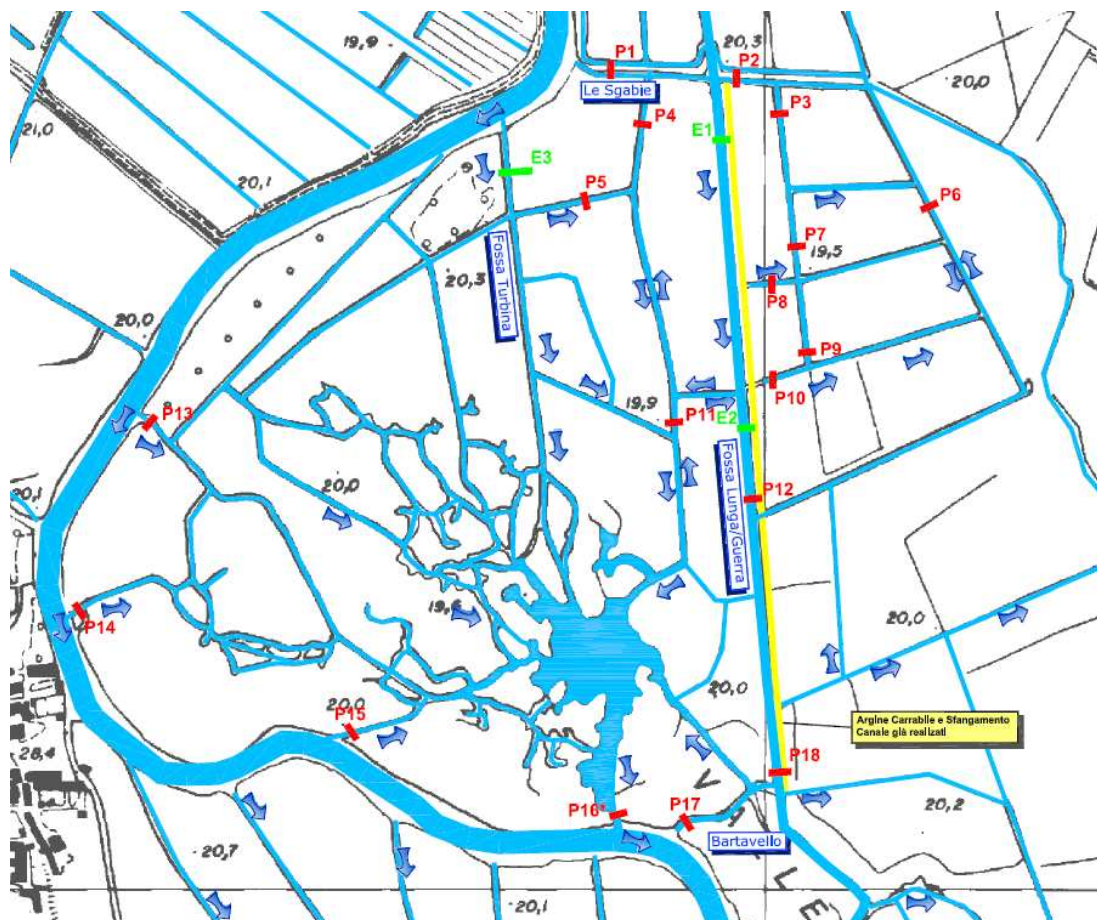 19,9
20,3
P1
P2
20,0
Le Sgabie
P3
P4
21,0
E1
E3
20,1
P5
P6
P7
19,5
20,3
Fossa Turbina
P8
20,0
P9
P10
19,9
P11
E2
P13
Fossa Lunga/Guerra
20,0
P12
20,1
19,6
P14
20,0
20,0
20,0
P15
Argine Carrabile e Sfangamento
Canale già realizati
28,4
P18
V
20,2
P16*
P17
A
Bartavello
20,7
L
L
E
20,1